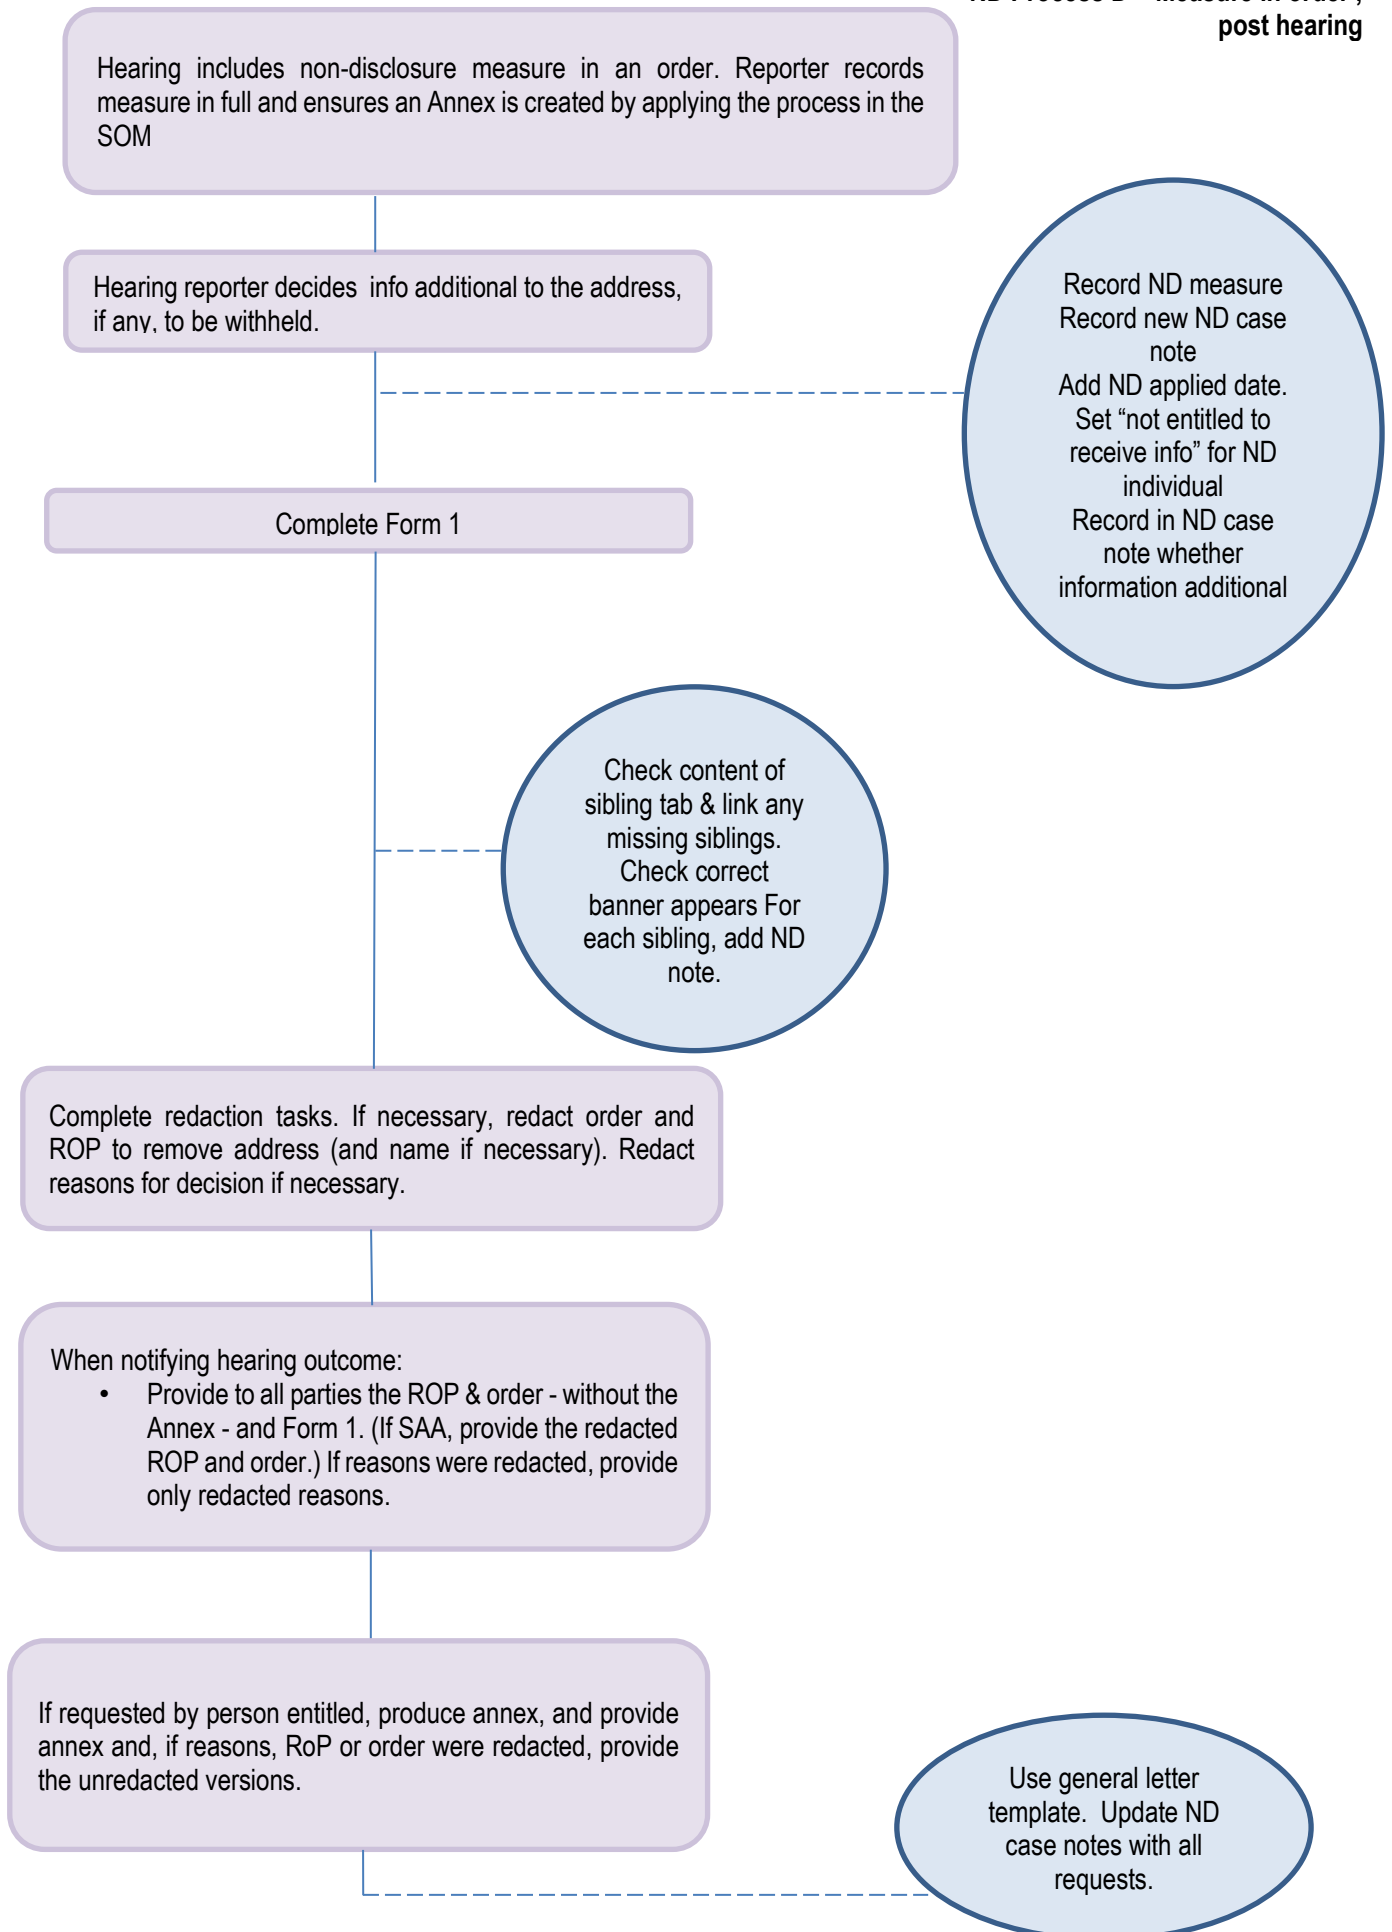 post hearing
Hearing includes non-disclosure measure in an order. Reporter records
measure in full and ensures an Annex is created by applying the process in the
SOM
Hearing reporter decides  info additional to the address,
if any, to be withheld.
Record ND measure
Record new ND case
note
Add ND applied date.
Set “not entitled to
receive info” for ND
individual
Record in ND case
note whether
information additional
Complete Form 1
Check content of
sibling tab & link any
missing siblings.
Check correct
banner appears For
each sibling, add ND
note.
Complete redaction tasks. If necessary, redact order and
ROP to remove address (and name if necessary). Redact
reasons for decision if necessary.
When notifying hearing outcome:
• Provide to all parties the ROP & order - without the
Annex - and Form 1. (If SAA, provide the redacted
ROP and order.) If reasons were redacted, provide
only redacted reasons.
If requested by person entitled, produce annex, and provide
annex and, if reasons, RoP or order were redacted, provide
the unredacted versions.
Use general letter
template.  Update ND
case notes with all
requests.